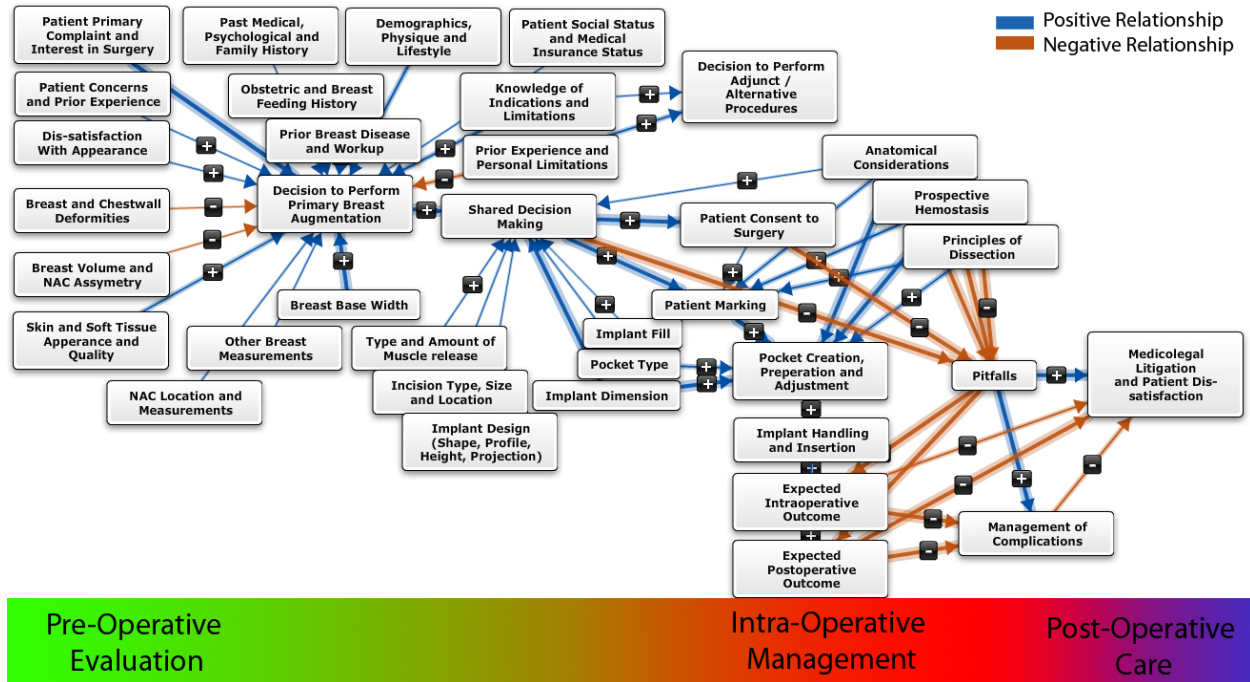 Patient Primary
Complaint and
Interest in Surgery
Past Medical,
Psychological and
Family History
Demographics,
Physique and
Lifestyle
Patient Social Status
and Medical
Insurance Status
Positive Relationship
Negative Relationship
Patient Concerns
and Prior Experience
Obstetric and Breast
Feeding History
Knowledge of
Indications and
Limitations
Decision to Perform
Adjunct /
Alternative
Procedures
Dis-satisfaction
With Appearance
Prior Breast Disease
and Workup
Prior Experience and
Personal Limitations
Anatomical
Considerations
Breast and Chestwall
Deformities
Decision to Perform
Primary Breast
Augmentation
Shared Decision
Making
Patient Consent to
Surgery
Prospective
Hemostasis
Principles of
Dissection
Breast Volume and
NAC Assymetry
Breast Base Width
Patient Marking
Skin and Soft Tissue
Apperance and
Quality
Other Breast
Measurements
Type and Amount of
Muscle release
Implant Fill
Pocket Type
Implant Dimension
Pocket Creation,
Preperation and
Adjustment
Pitfalls
Medicolegal
Litigation
and Patient Dis-
satisfaction
NAC Location and
Measurements
Incision Type, Size
and Location
Implant Design
(Shape, Profile,
Height, Projection)
Implant Handling
and Insertion
Expected
Intraoperative
Outcome
Management of
Complications
Expected
Postoperative
Outcome
Pre-Operative
Evaluation
Intra-Operative
Management
Post-Operative
Care